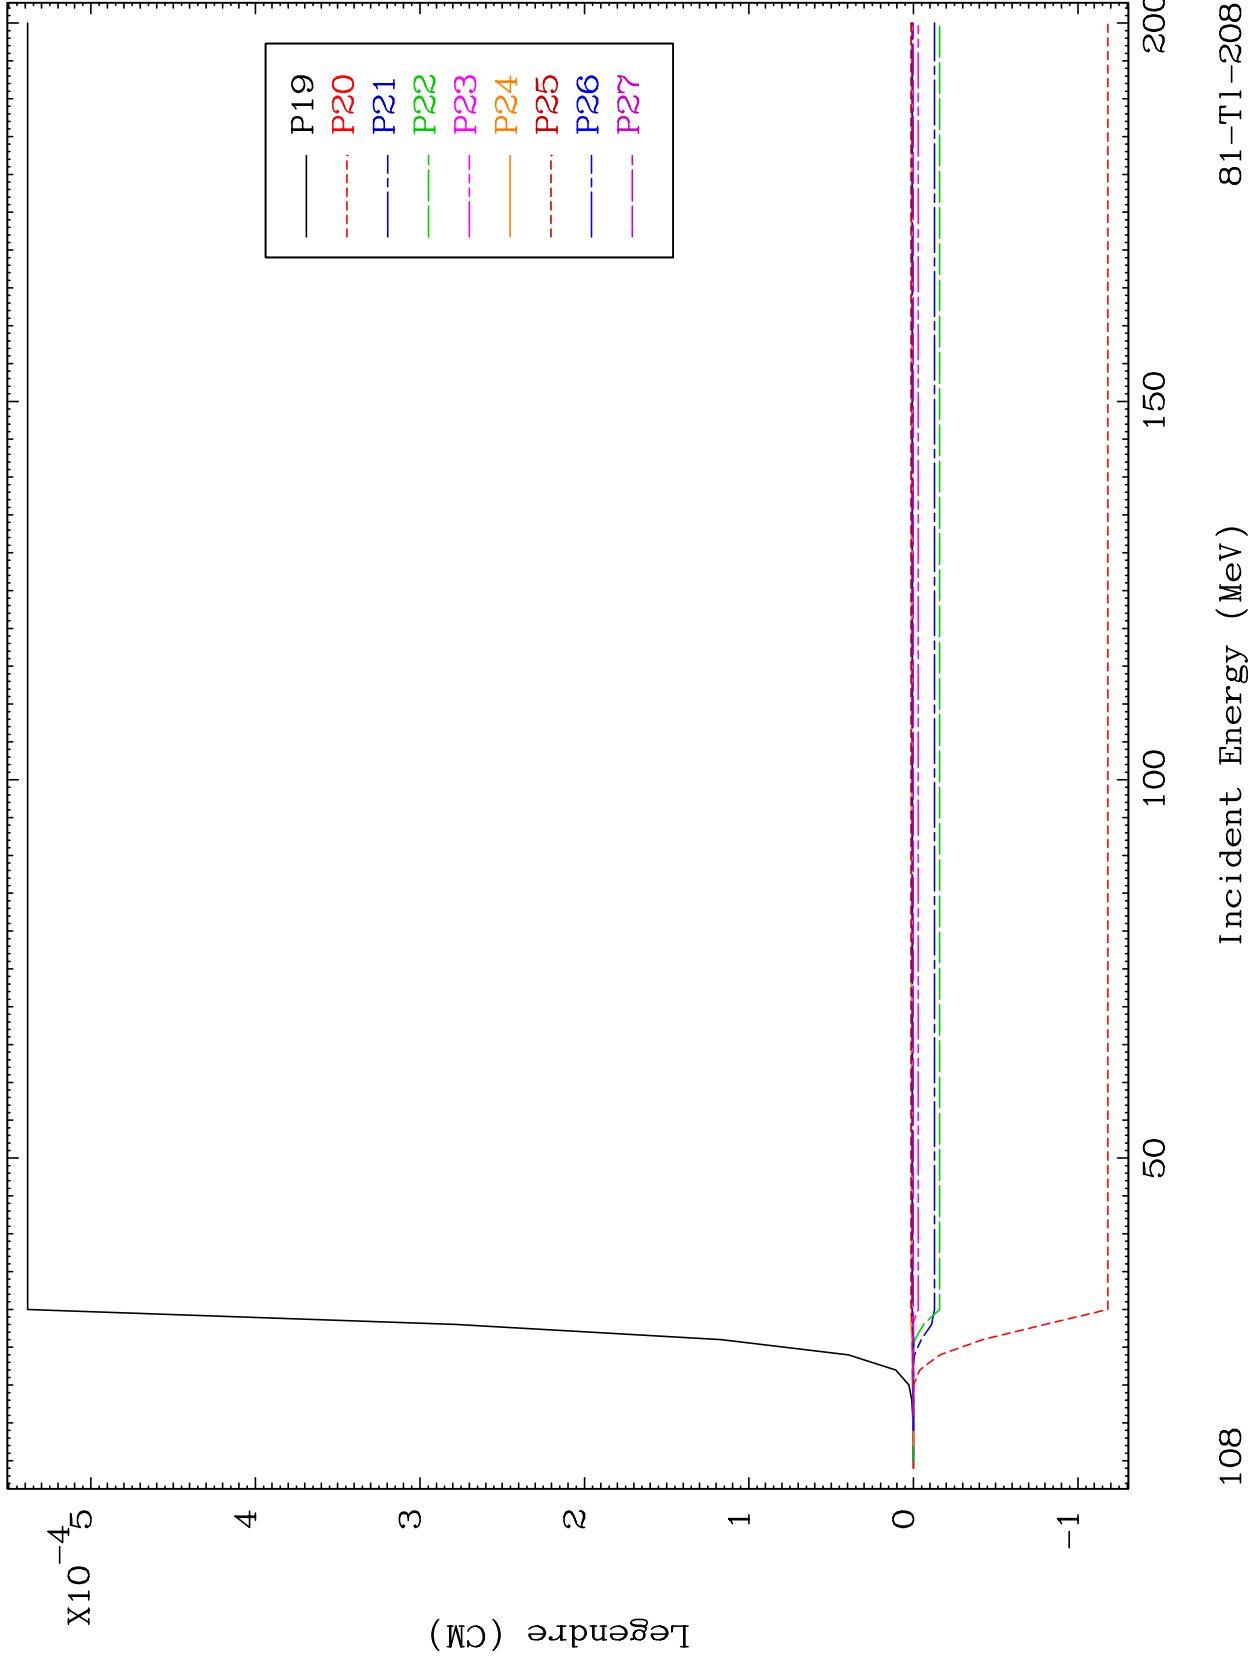 X10-4
5
4
3
2
1
0
-1
Legendre (CM)
P19
P20
P21
P22
P23
P24
P25
P26
P27
50
100
150
200
108
Incident Energy (MeV)
81-Tl-208